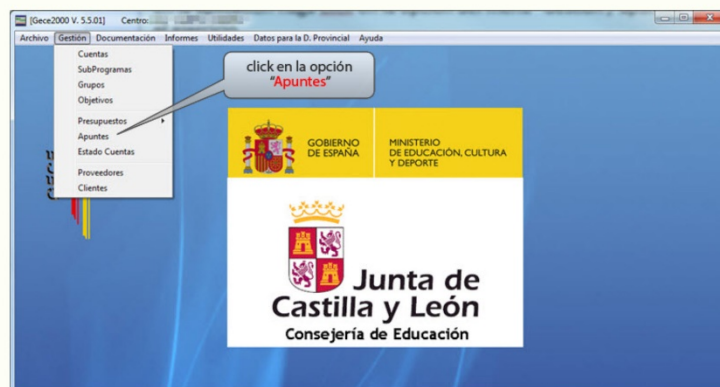 [Gece2000 V. 5.5.01] Centro:
Archivo Gestión Documentación Informes Utilidades Datos para la D. Provincial Ayuda
Cuentas
SubProgramas
Grupos
Objetivos
Presupuestos
Apuntes
Estado Cuentas
Proveedores
Clientes
click en la opción
"Apuntes"
GOBIERNO
DE ESPAÑA
MINISTERIO
DE EDUCACIÓN, CULTURA
Y DEPORTE
Junta de
Castilla y León
Consejería de Educación